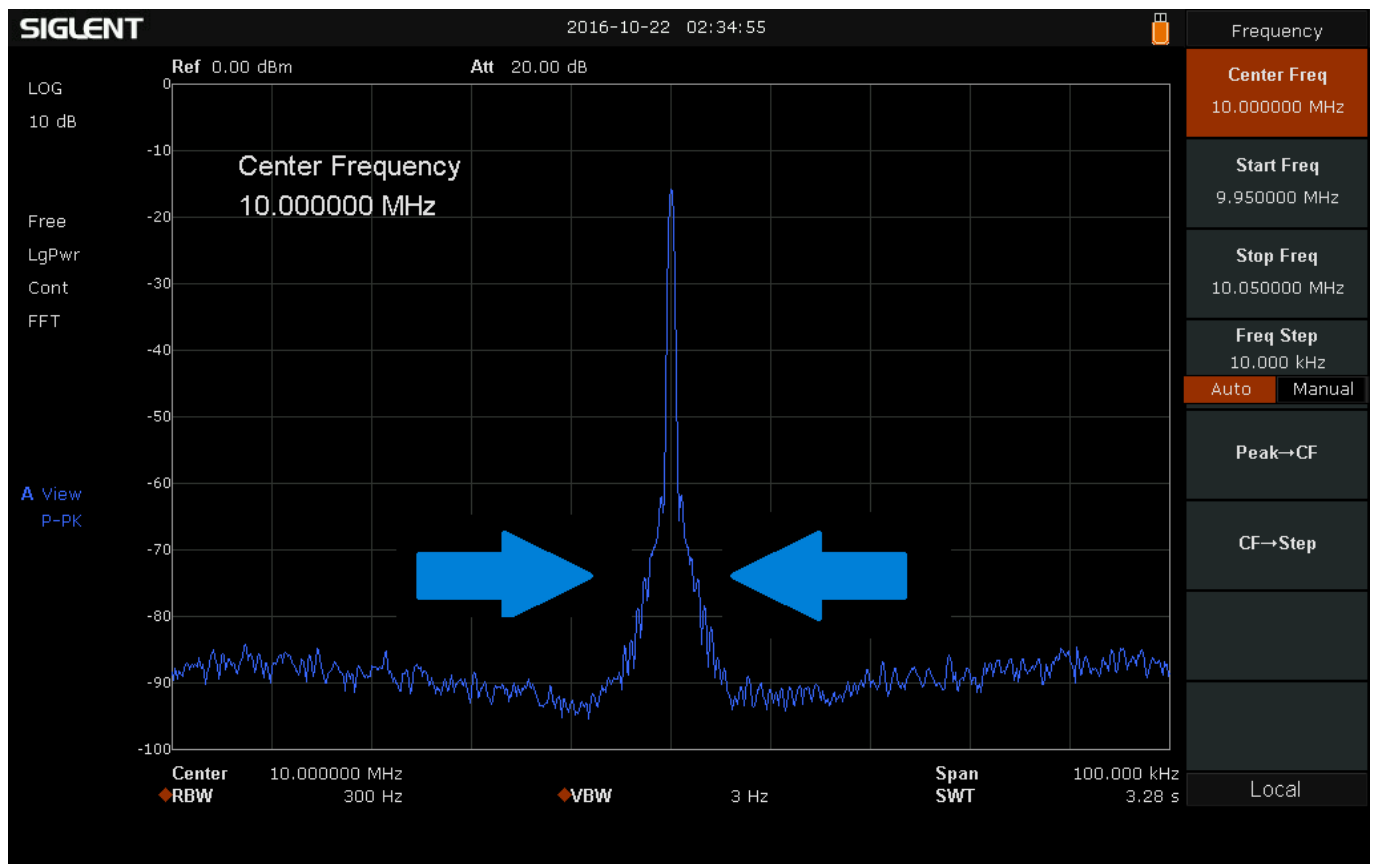 SIGLENT 2016-10-22 02:34:55 Frequency
Ref 0.00 dBm Att 20.00 dB
LOG
10 dB
Free
LgPwr
Cont
FFT
A View
P-PK
0
-10
-20
-30
-40
-50
-60
-70
-80
-90
-100
Center Frequency
10.000000 MHz
Center 10.000000 MHz Span 100.000 kHz
RBW 300 Hz VBW 3 Hz SWT 3.28 s
Center Freq
10.000000 MHz
Start Freq
9.950000 MHz
Stop Freq
10.050000 MHz
Freq Step
10.000 kHz
Auto Manual
Peak→CF
CF→Step
Local